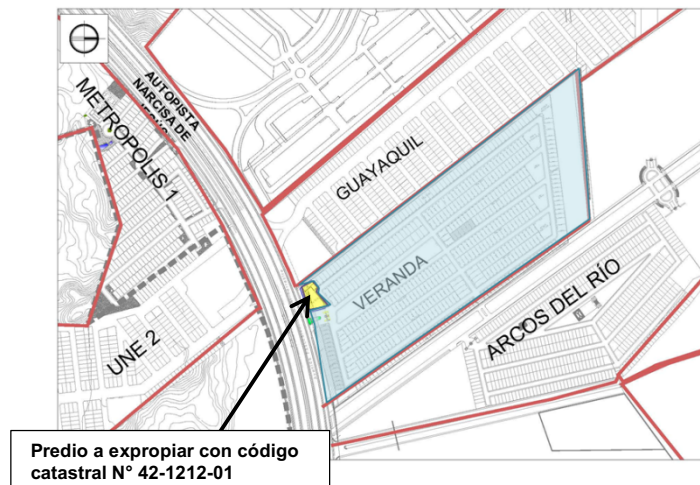 AUTOPISTA
NARCISA DE
JESÚS
METROPOLIS 1
GUAYAQUIL
VERANDA
ARCOS DEL RÍO
UNE 2
Predio a expropiar con código
catastral N° 42-1212-01